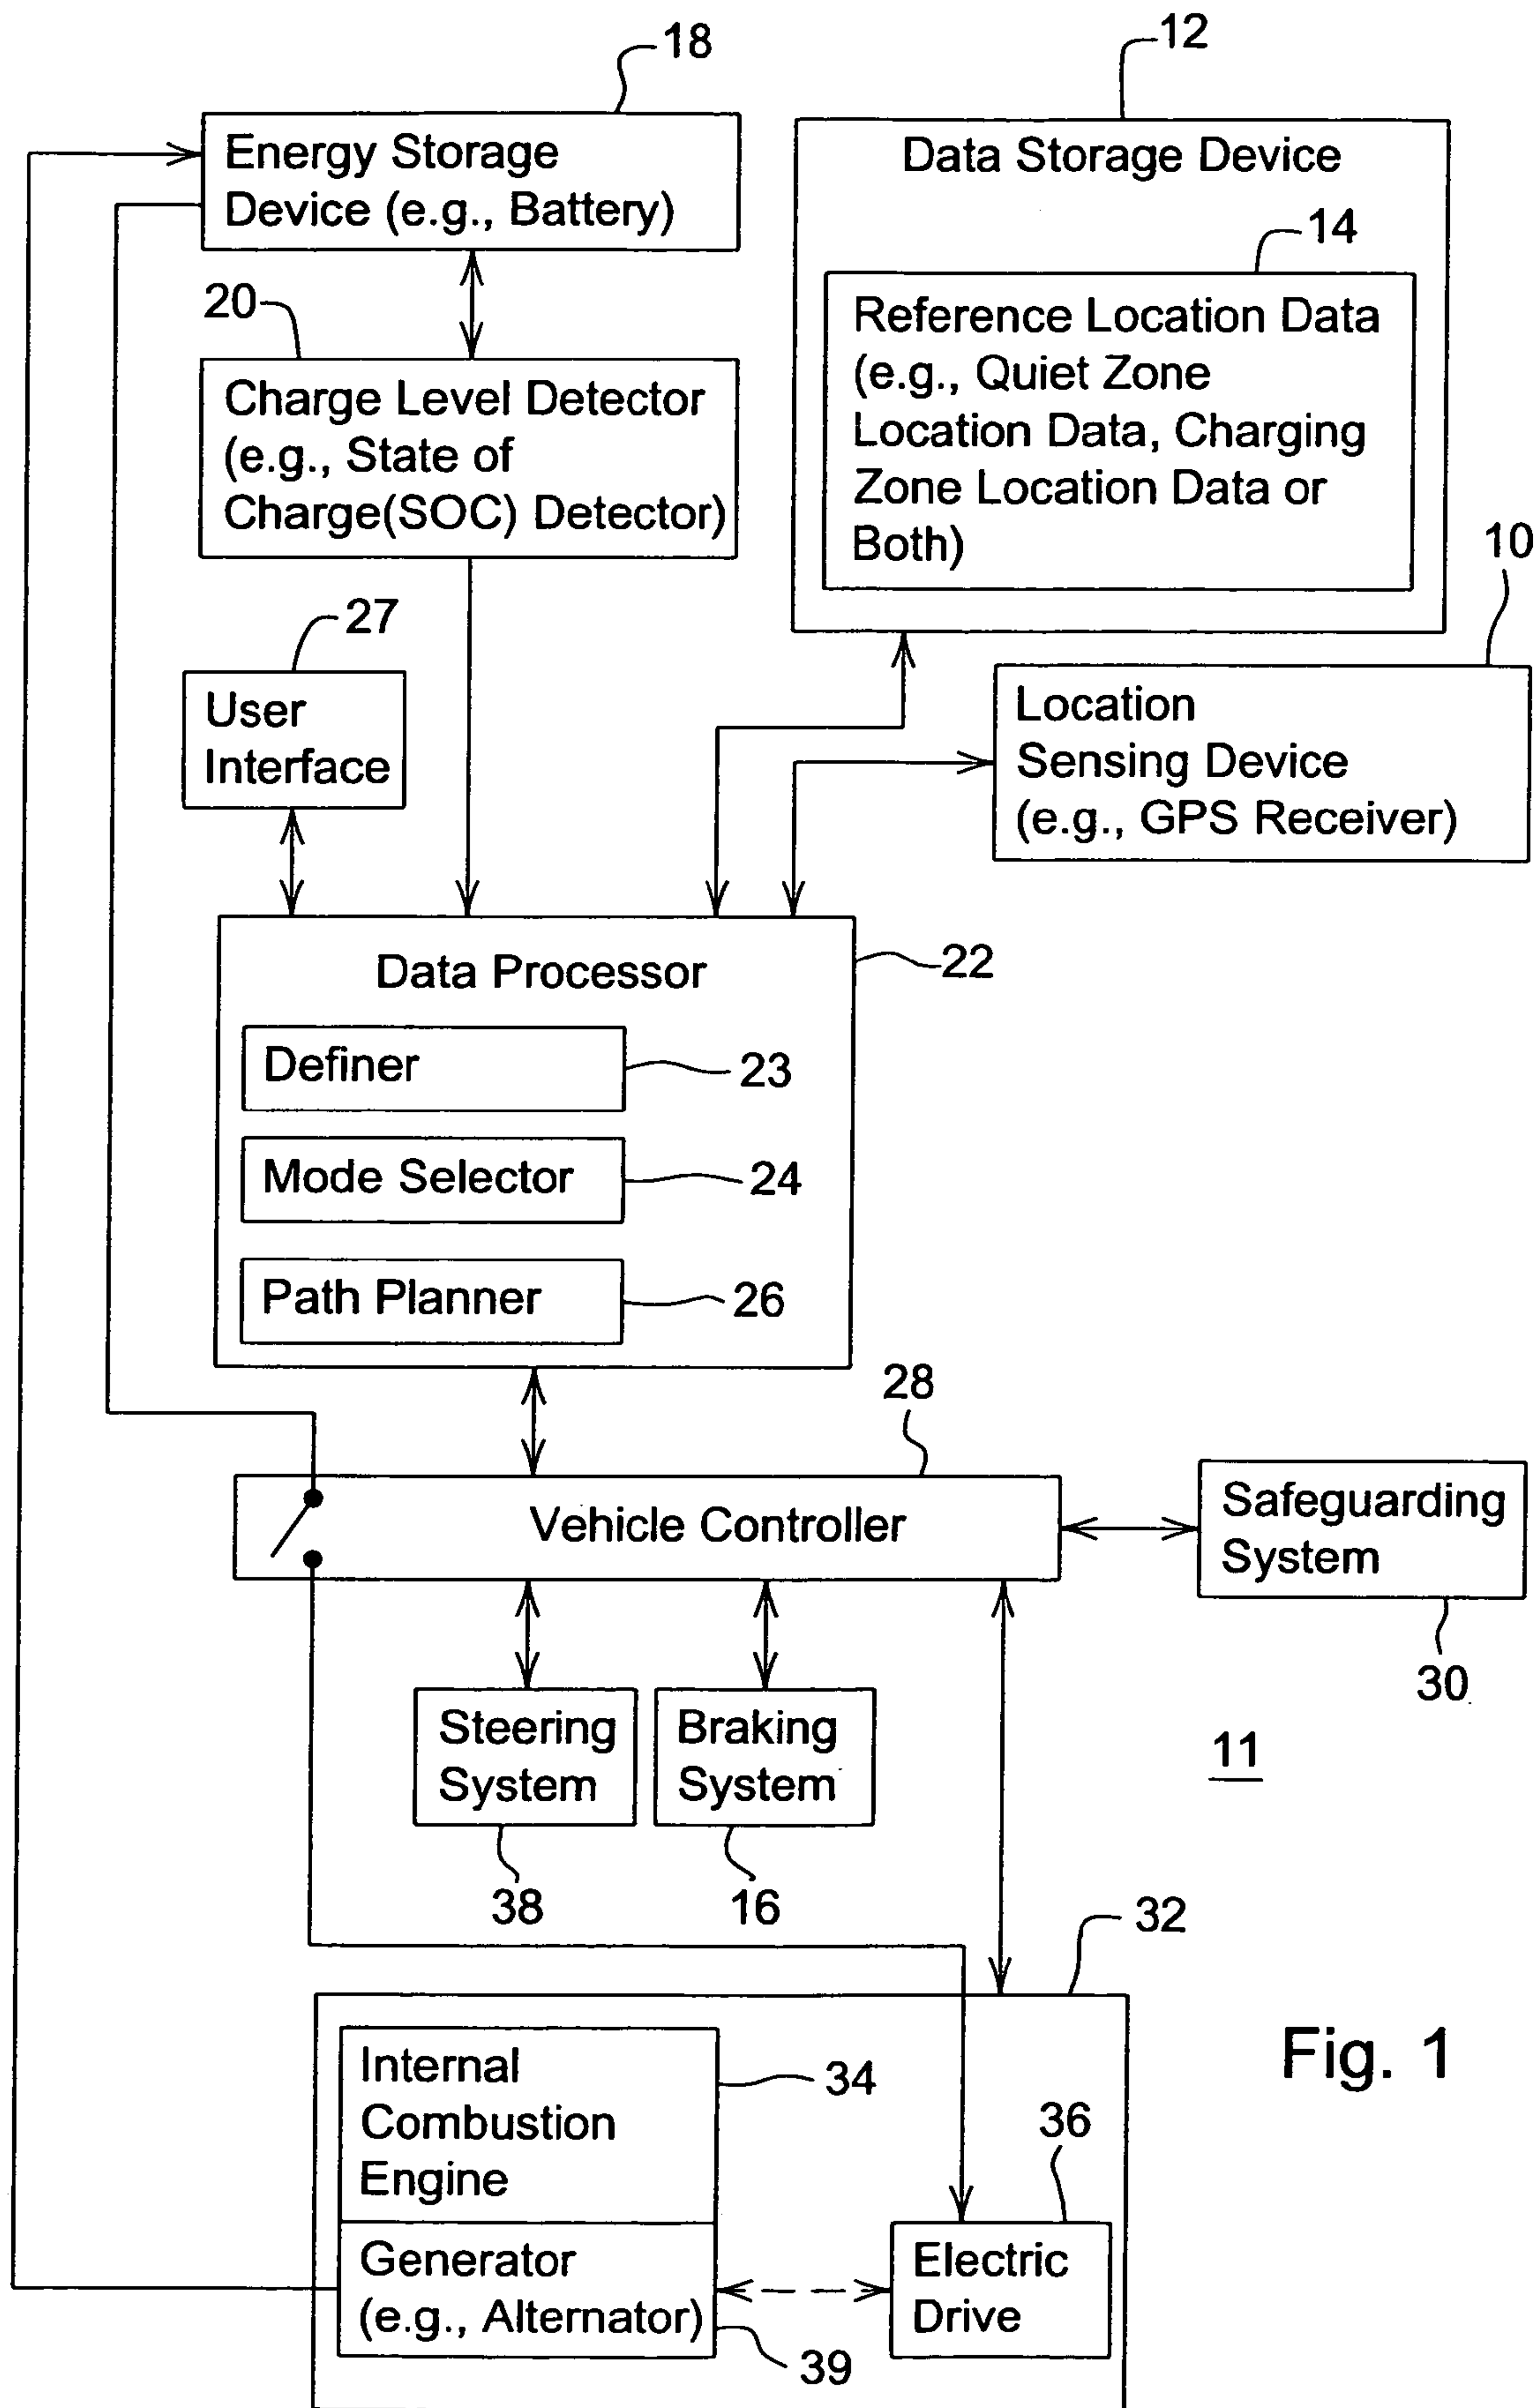 18
12
Energy Storage
Device (e.g., Battery)
Data Storage Device
14
20
Reference Location Data
(e.g., Quiet Zone
Location Data, Charging
Zone Location Data or
Both)
Charge Level Detector
(e.g., State of
Charge(SOC) Detector)
10
27
User
Interface
Location
Sensing Device
(e.g., GPS Receiver)
Data Processor
22
Definer
23
Mode Selector
24
Path Planner
26
28
Vehicle Controller
Safeguarding
System
30
Steering
System
Braking
System
11
38
16
32
Internal
Combustion
Engine
34
Fig. 1
36
Generator
(e.g., Alternator)
Electric
Drive
39